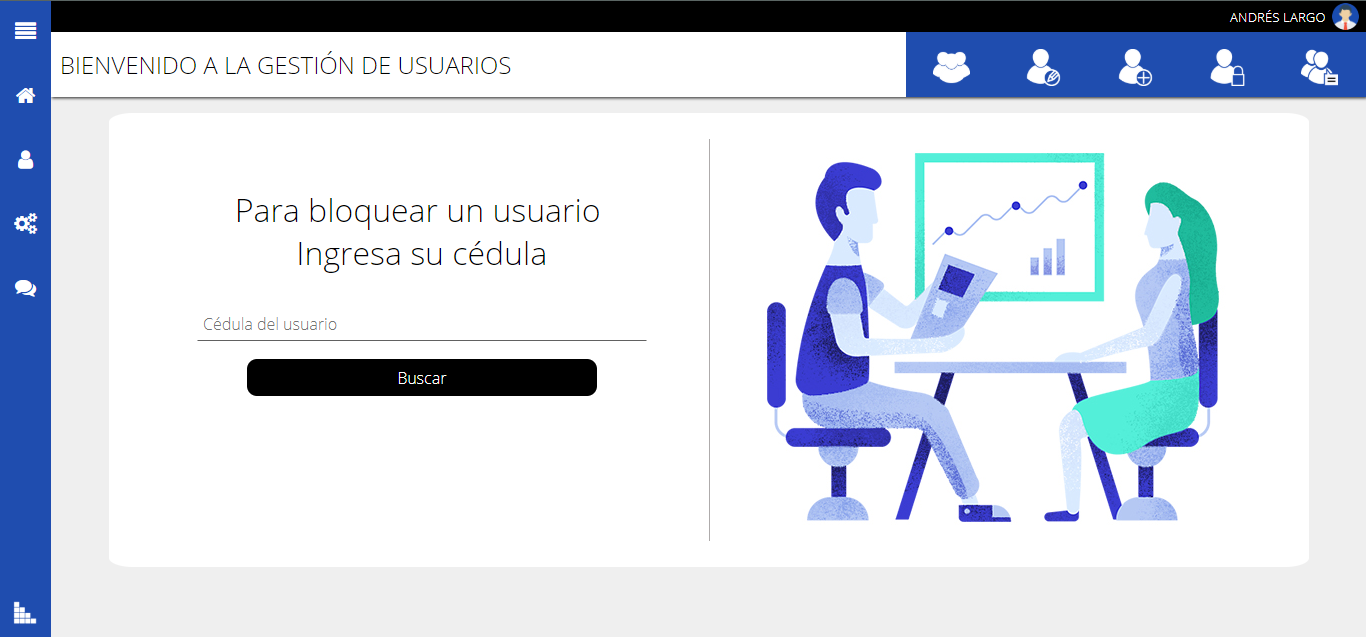 ANDRÉS LARGO
BIENVENIDO A LA GESTIÓN DE USUARIOS
Para bloquear un usuario
Ingresa su cédula
Cédula del usuario
Buscar